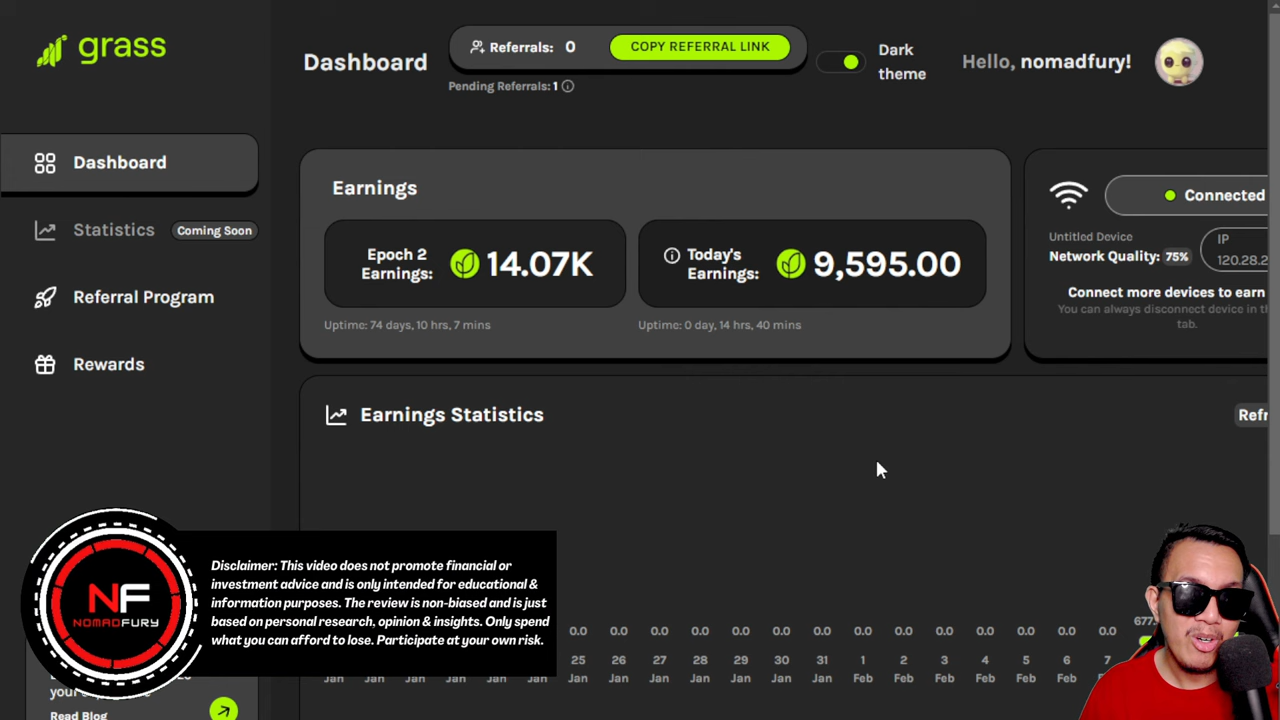 grass
Dashboard
Referrals: 0
COPY REFERRAL LINK
Pending Referrals: 1
Dark
theme
Hello, nomadfury!
Dashboard
Statistics
Coming Soon
Referral Program
Rewards
Earnings
Epoch 2
Earnings:
14.07K
Uptime: 74 days, 10 hrs, 7 mins
Today's
Earnings:
9,595.00
Uptime: 0 day, 14 hrs, 40 mins
Connected
Untitled Device
Network Quality: 75%
IP
120.28.2
Connect more devices to earn
You can always disconnect device in the
tab.
Earnings Statistics
Refr
0.0 0.0 0.0 0.0 0.0 0.0 0.0 0.0 0.0 0.0 0.0 0.0 0.0 0.0 677.
25 26 27 28 29 30 31 1 2 3 4 5 6 7
Jan Jan Jan Jan Jan Jan Jan Jan Jan Jan Jan Jan Jan Feb Feb Feb Feb Feb Feb Feb
NF
NOMADFURY
Disclaimer: This video does not promote financial or
investment advice and is only intended for educational &
information purposes. The review is non-biased and is just
based on personal research, opinion & insights. Only spend
what you can afford to lose. Participate at your own risk.
your
Read Blog